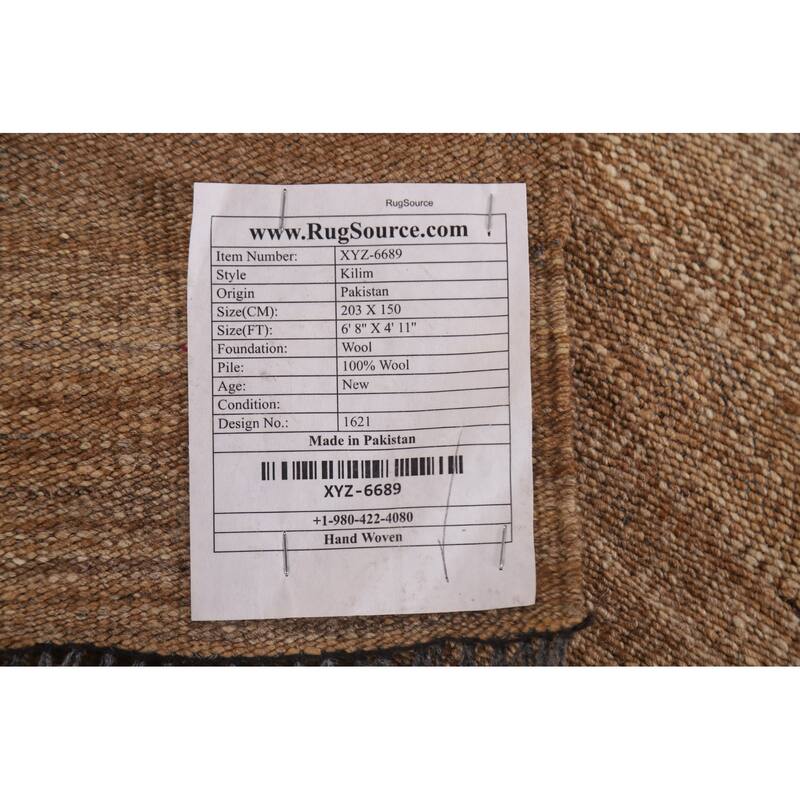 RugSource
www.RugSource.com
Item Number: XYZ-6689
Style Kilim
Origin Pakistan
Size(CM): 203 X 150
Size(FT): 6' 8" X 4' 11"
Foundation: Wool
Pile: 100% Wool
Age: New
Condition:
Design No.: 1621
Made in Pakistan
XYZ-6689
+1-980-422-4080
Hand Woven